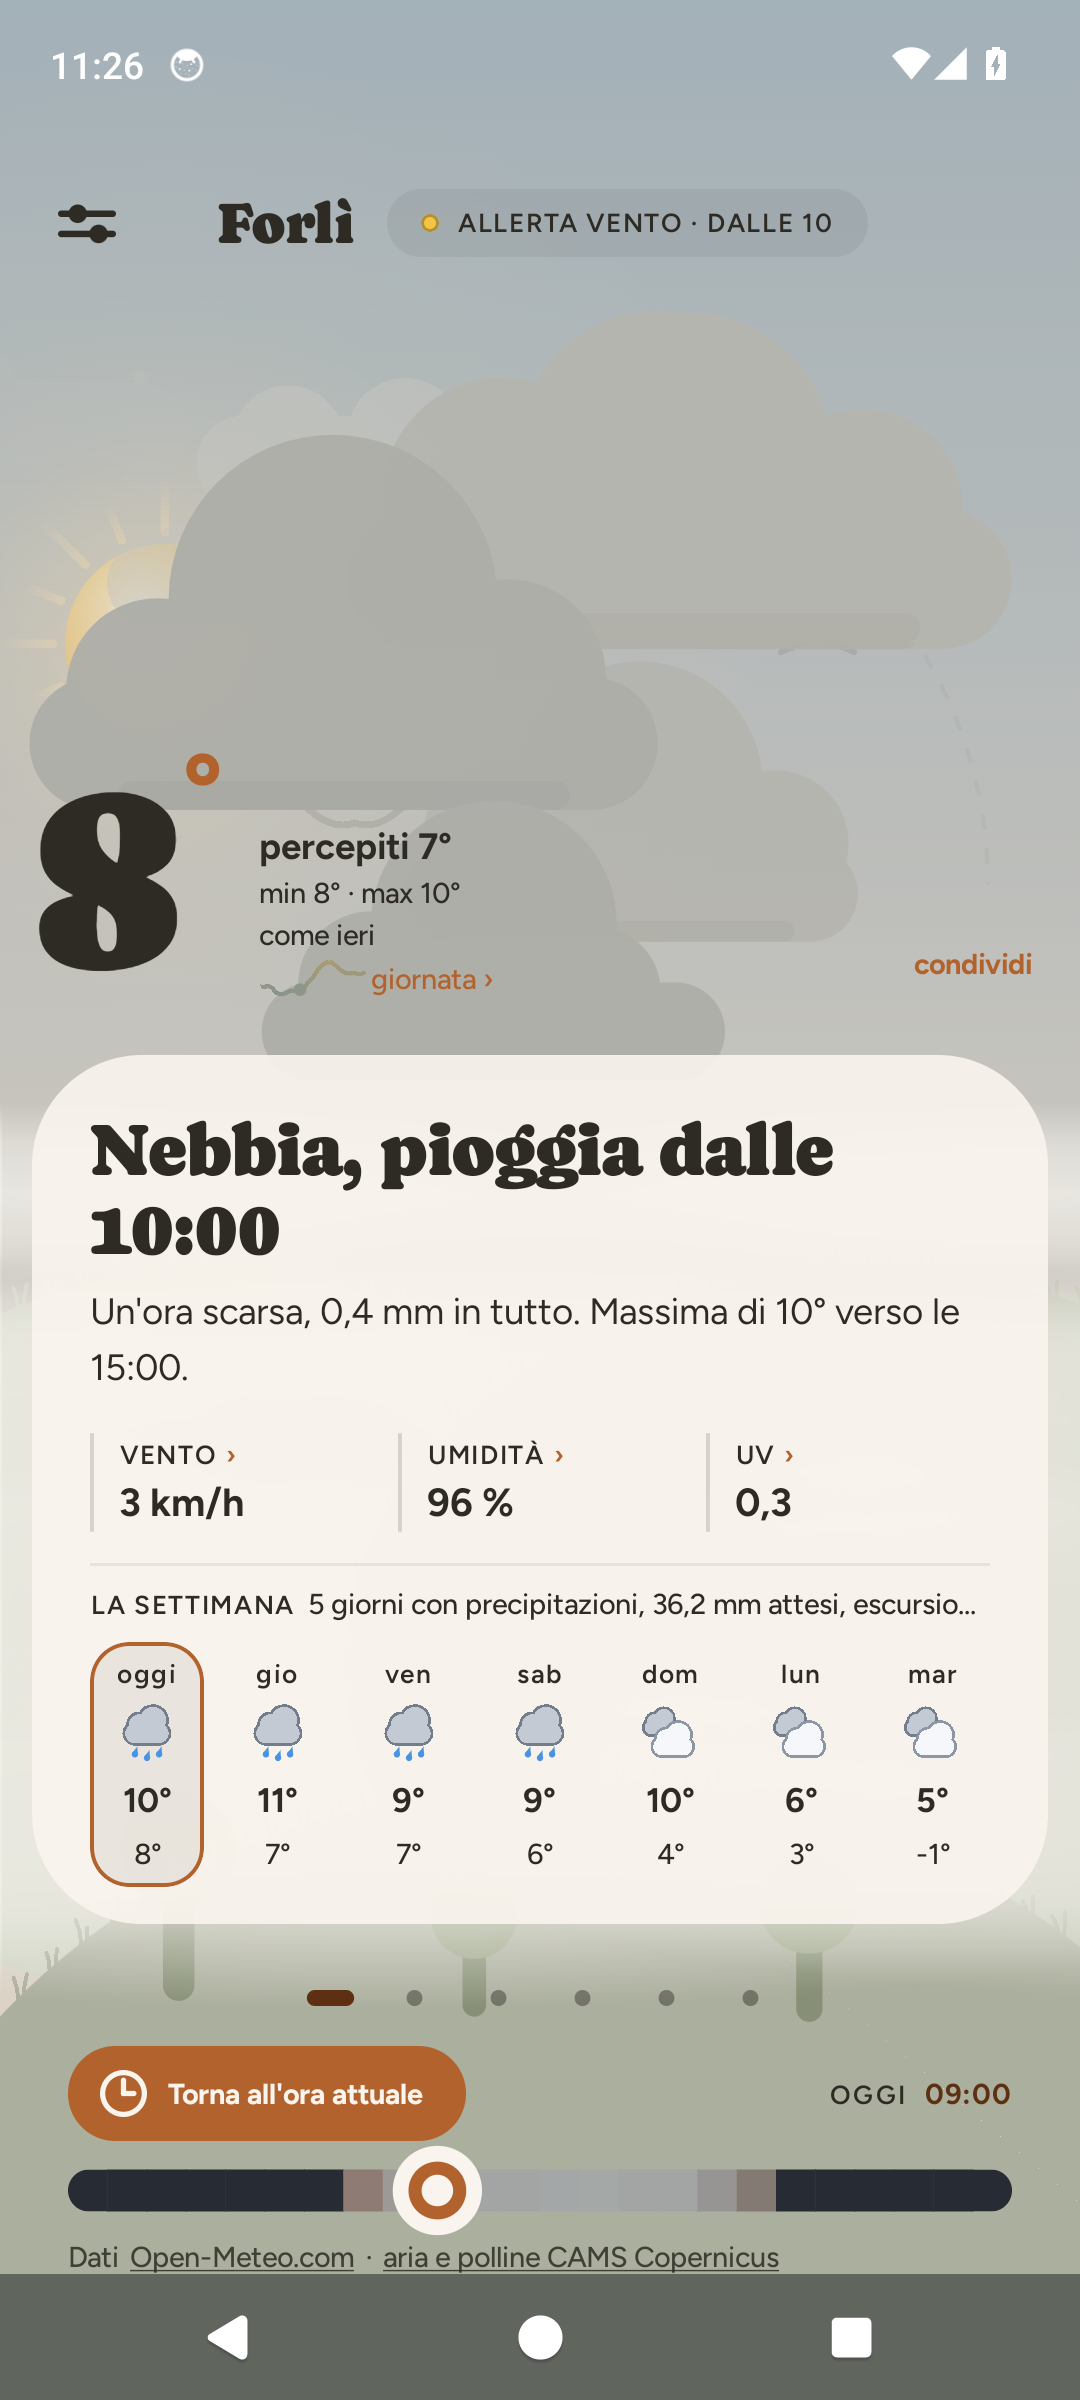 11:26
Forlì
ALLERTA VENTO · DALLE 10
8
percepiti 7°
min 8° · max 10°
come ieri
giornata ›
condividi
Nebbia, pioggia dalle
10:00
Un'ora scarsa, 0,4 mm in tutto. Massima di 10° verso le
15:00.
VENTO › UMIDITÀ › UV ›
3 km/h 96 % 0,3
LA SETTIMANA 5 giorni con precipitazioni, 36,2 mm attesi, escursio...
oggi gio ven sab dom lun mar
10° 11° 9° 9° 10° 6° 5°
8° 7° 7° 6° 4° 3° -1°
Torna all'ora attuale
OGGI 09:00
Dati Open-Meteo.com · aria e polline CAMS Copernicus